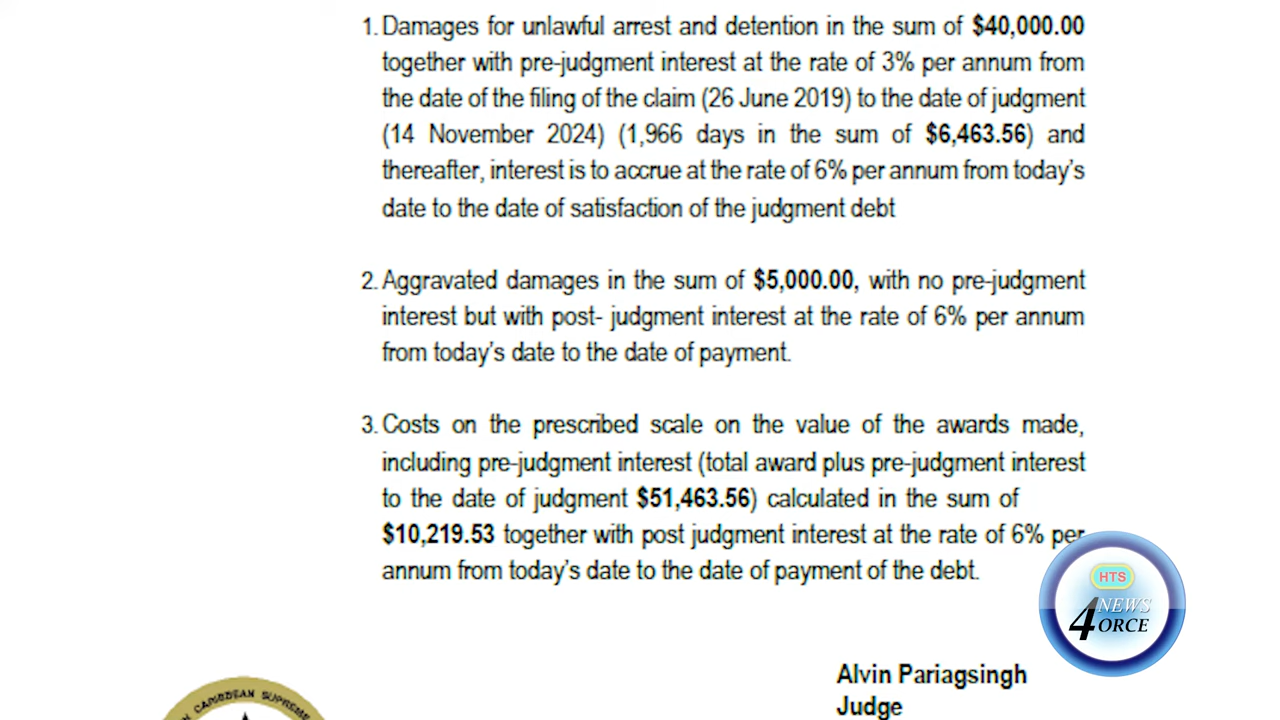 1. Damages for unlawful arrest and detention in the sum of $40,000.00
together with pre-judgment interest at the rate of 3% per annum from
the date of the filing of the claim (26 June 2019) to the date of judgment
(14 November 2024) (1,966 days in the sum of $6,463.56) and
thereafter, interest is to accrue at the rate of 6% per annum from today's
date to the date of satisfaction of the judgment debt
2. Aggravated damages in the sum of $5,000.00, with no pre-judgment
interest but with post- judgment interest at the rate of 6% per annum
from today's date to the date of payment.
3. Costs on the prescribed scale on the value of the awards made,
including pre-judgment interest (total award plus pre-judgment interest
to the date of judgment $51,463.56) calculated in the sum of
$10,219.53 together with post judgment interest at the rate of 6% per
annum from today's date to the date of payment of the debt.
HTS
NEWS
4ORCE
Alvin Pariagsingh
Judge
CARIBBEAN SUPREME